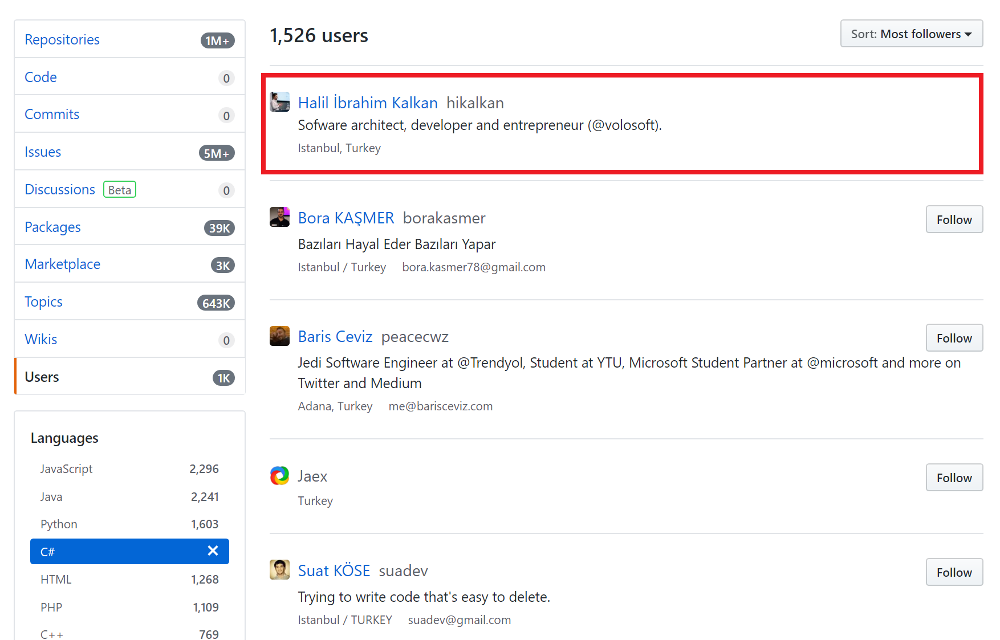 Repositories 1M+
Code 0
Commits 0
Issues 5M+
Discussions Beta 0
Packages 39K
Marketplace 3K
Topics 643K
Wikis 0
Users 1K
Languages
JavaScript 2,296
Java 2,241
Python 1,603
C# ✕
HTML 1,268
PHP 1,109
C++ 769
1,526 users
Sort: Most followers
Halil İbrahim Kalkan hikalkan
Sofware architect, developer and entrepreneur (@volosoft).
Istanbul, Turkey
Bora KAŞMER borakasmer
Follow
Bazıları Hayal Eder Bazıları Yapar
Istanbul / Turkey bora.kasmer78@gmail.com
Baris Ceviz peacecwz
Follow
Jedi Software Engineer at @Trendyol, Student at YTU, Microsoft Student Partner at @microsoft and more on
Twitter and Medium
Adana, Turkey me@barisceviz.com
Jaex
Follow
Turkey
Suat KÖSE suadev
Follow
Trying to write code that's easy to delete.
Istanbul / TURKEY suadev@gmail.com